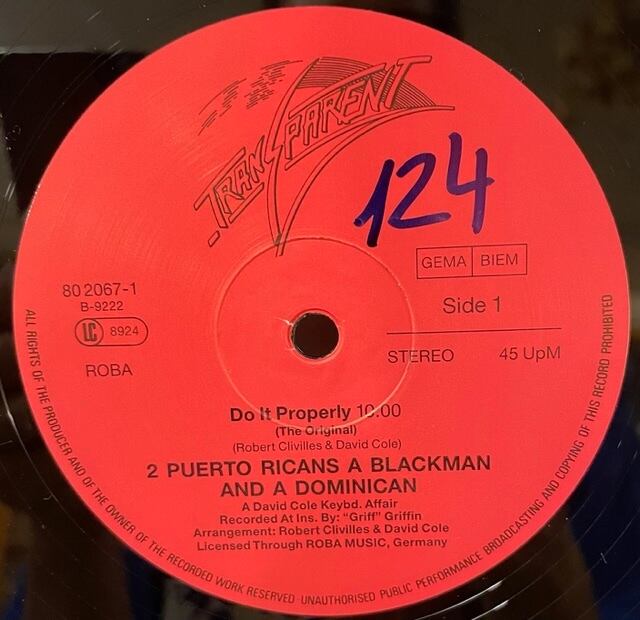 TRANSPARENT
124
GEMA BIEM
80 2067-1
B-9222
LC 8924
ROBA
Side 1
STEREO 45 UpM
Do It Properly 10:00
(The Original)
(Robert Clivilles & David Cole)
2 PUERTO RICANS A BLACKMAN
AND A DOMINICAN
A David Cole Keybd. Affair
Recorded At Ins. By: "Griff" Griffin
Arrangement: Robert Clivilles & David Cole
Licensed Through ROBA MUSIC, Germany
ALL RIGHTS OF THE PRODUCER AND OF THE OWNER OF THE RECORDED WORK RESERVED · UNAUTHORISED PUBLIC PERFORMANCE BROADCASTING AND COPYING OF THIS RECORD PROHIBITED